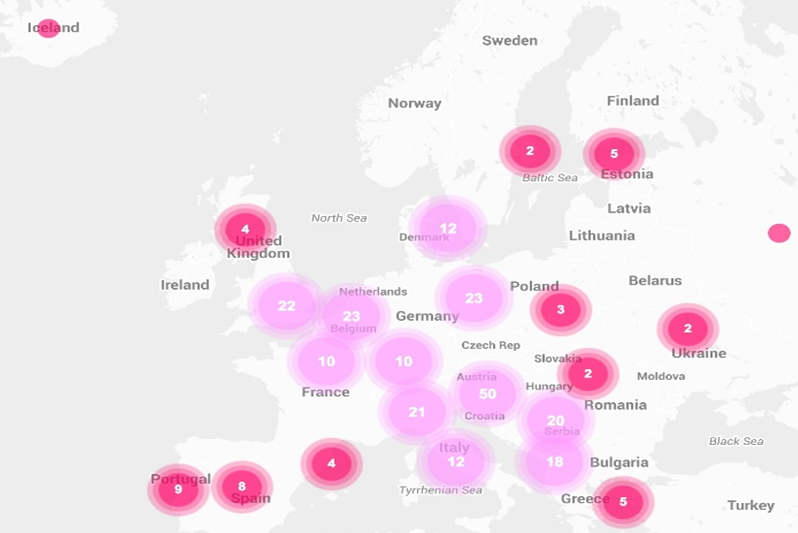 Iceland
Sweden
Norway
Finland
2
5
Baltic Sea
Estonia
Latvia
North Sea
4
12
Denmark
Lithuania
United
Kingdom
Ireland
Belarus
Netherlands
Poland
22
23
23
Germany
3
Belgium
2
Ukraine
Czech Rep
10
10
Slovakia
2
Moldova
Austria
Hungary
France
50
Romania
21
Croatia
20
Serbia
Black Sea
Italy
4
12
18
Bulgaria
Portugal
9
8
Spain
Tyrrhenian Sea
Greece
5
Turkey